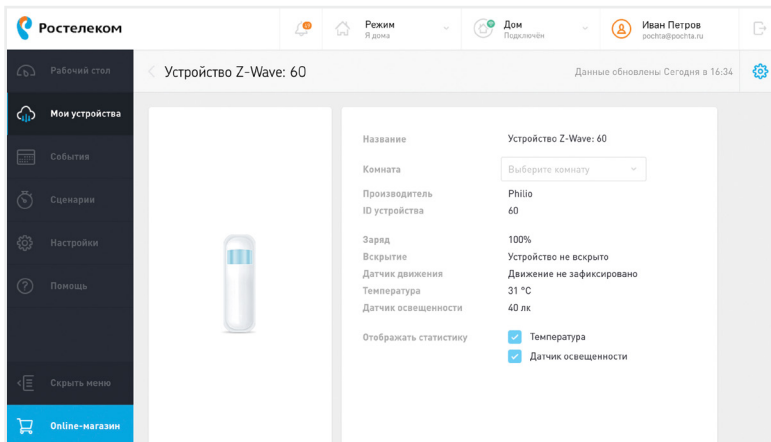 Ростелеком
Режим
Я дома
Дом
Подключён
Иван Петров
pochta@pochta.ru
Рабочий стол
Устройство Z-Wave: 60
Данные обновлены Сегодня в 16:34
Мои устройства
События
Сценарии
Настройки
Помощь
Скрыть меню
Online-магазин
Название Устройство Z-Wave: 60
Комната Выберите комнату
Производитель Philio
ID устройства 60
Заряд 100%
Вскрытие Устройство не вскрыто
Датчик движения Движение не зафиксировано
Температура 31 °C
Датчик освещенности 40 лк
Отображать статистику Температура
Датчик освещенности